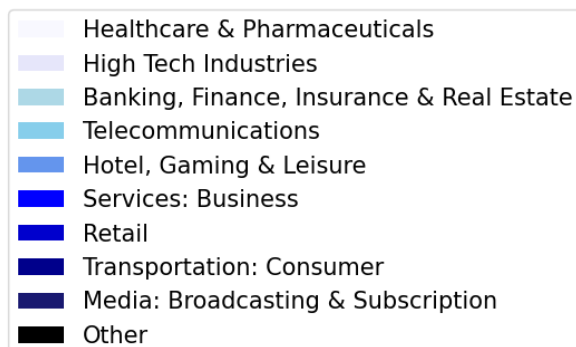 Healthcare & Pharmaceuticals
High Tech Industries
Banking, Finance, Insurance & Real Estate
Telecommunications
Hotel, Gaming & Leisure
Services: Business
Retail
Transportation: Consumer
Media: Broadcasting & Subscription
Other